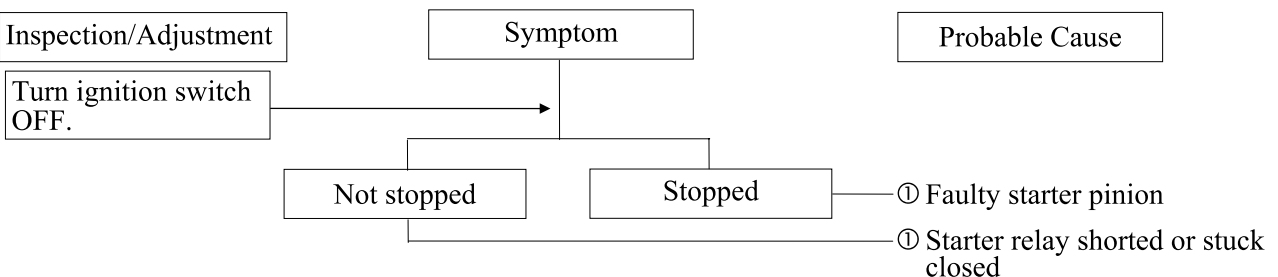 Inspection/Adjustment
Symptom
Probable Cause
Turn ignition switch
OFF.
Not stopped
Stopped
① Faulty starter pinion
① Starter relay shorted or stuck
closed